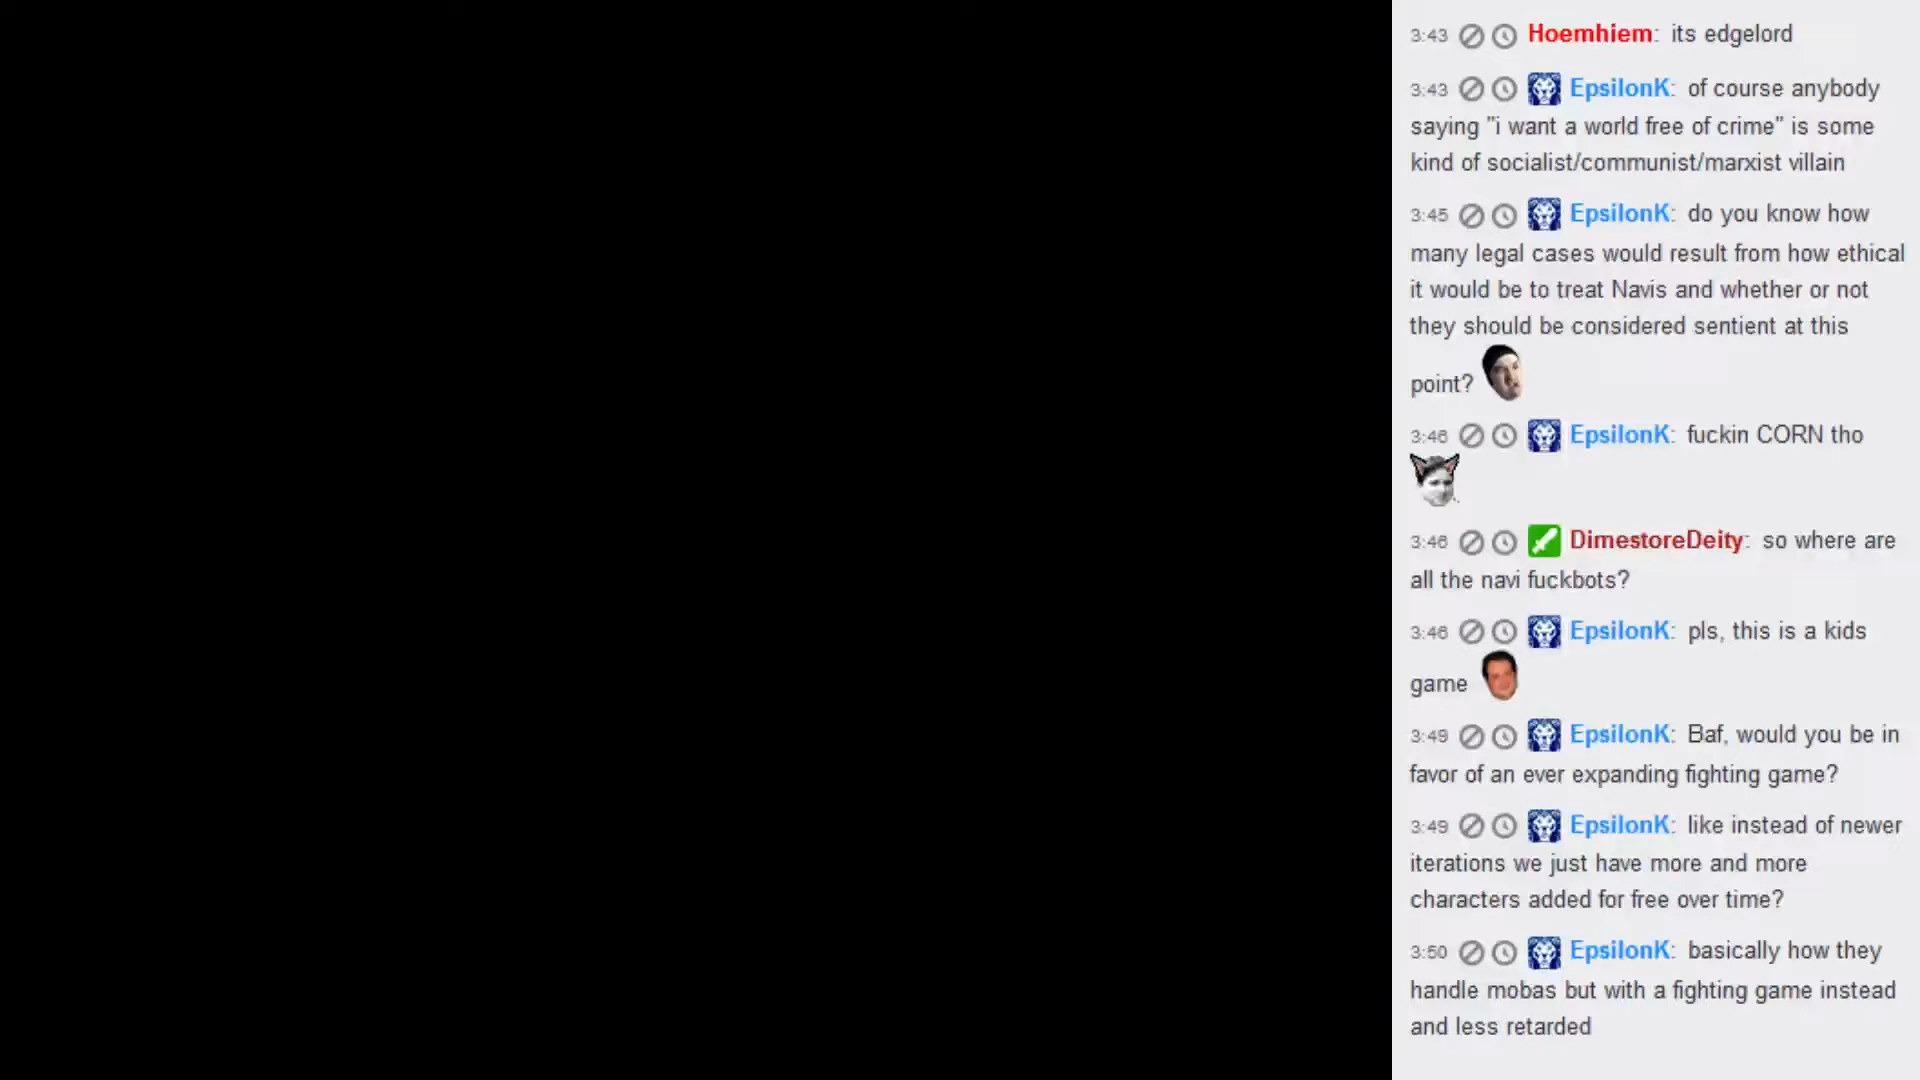 3:43 Hoemhiem: its edgelord
3:43 EpsilonK: of course anybody
saying "i want a world free of crime" is some
kind of socialist/communist/marxist villain
3:45 EpsilonK: do you know how
many legal cases would result from how ethical
it would be to treat Navis and whether or not
they should be considered sentient at this
point?
3:46 EpsilonK: fuckin CORN tho
3:46 DimestoreDeity: so where are
all the navi fuckbots?
3:46 EpsilonK: pls, this is a kids
game
3:49 EpsilonK: Baf, would you be in
favor of an ever expanding fighting game?
3:49 EpsilonK: like instead of newer
iterations we just have more and more
characters added for free over time?
3:50 EpsilonK: basically how they
handle mobas but with a fighting game instead
and less retarded